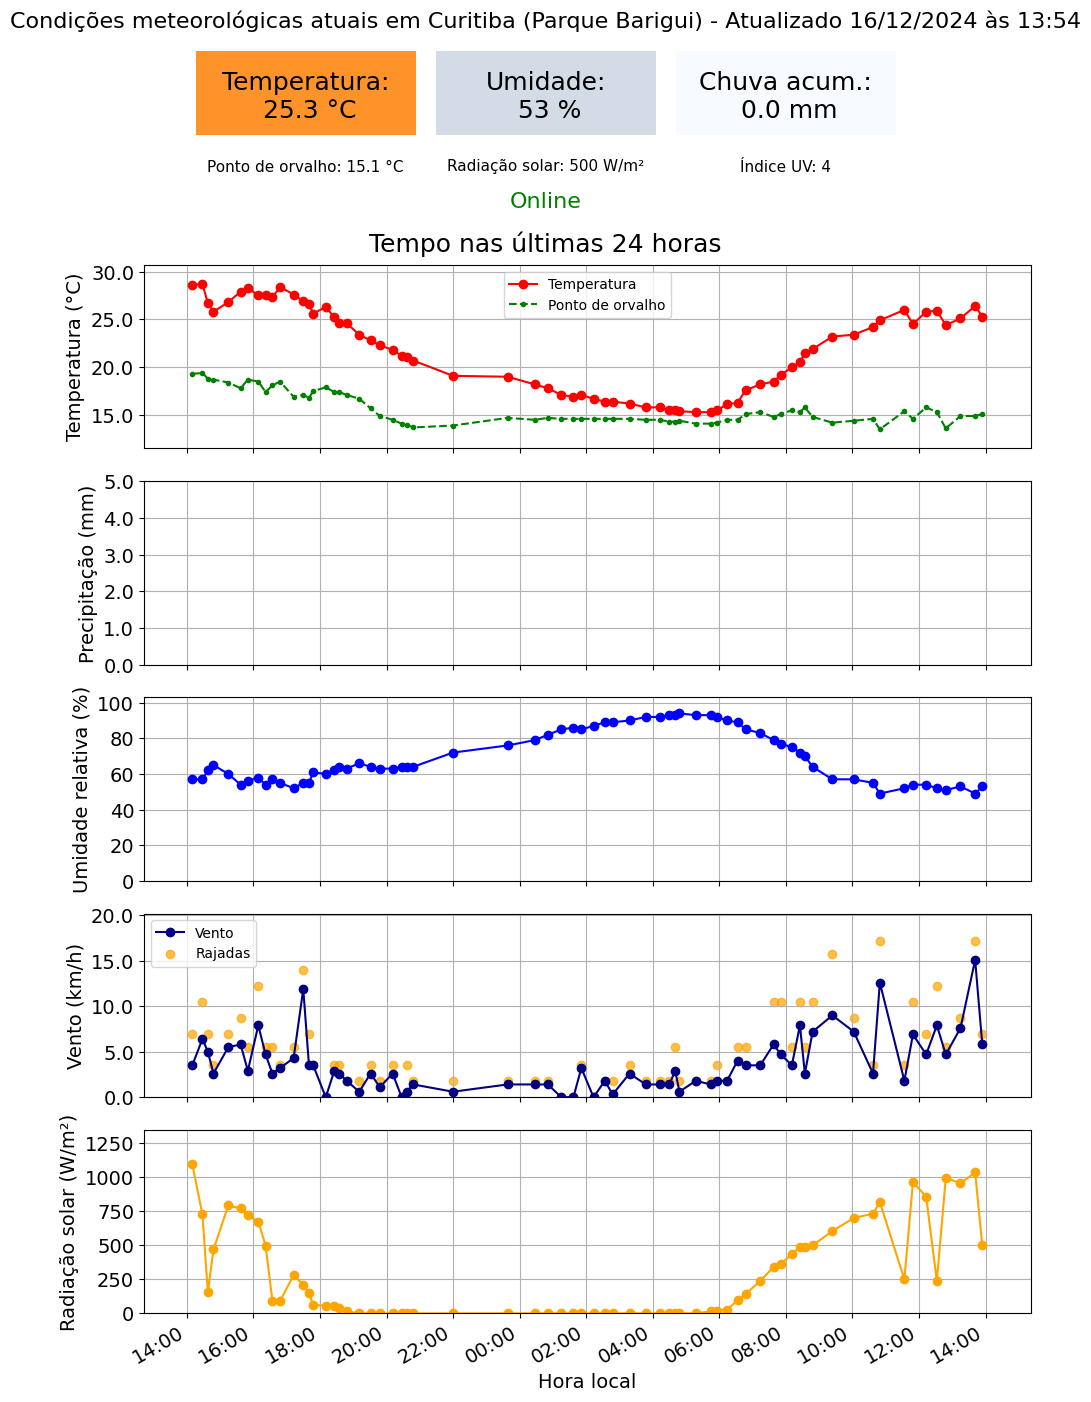 Condições meteorológicas atuais em Curitiba (Parque Barigui) - Atualizado 16/12/2024 às 13:54
Temperatura:
25.3 °C
Umidade:
53 %
Chuva acum.:
0.0 mm
Ponto de orvalho: 15.1 °C
Radiação solar: 500 W/m²
Índice UV: 4
Online
Tempo nas últimas 24 horas
Temperatura (°C)
30.0
25.0
20.0
15.0
Temperatura
Ponto de orvalho
Precipitação (mm)
5.0
4.0
3.0
2.0
1.0
0.0
Umidade relativa (%)
100
80
60
40
20
0
Vento (km/h)
20.0
15.0
10.0
5.0
0.0
Vento
Rajadas
Radiação solar (W/m²)
1250
1000
750
500
250
0
14:00
16:00
18:00
20:00
22:00
00:00
02:00
04:00
06:00
08:00
10:00
12:00
14:00
Hora local